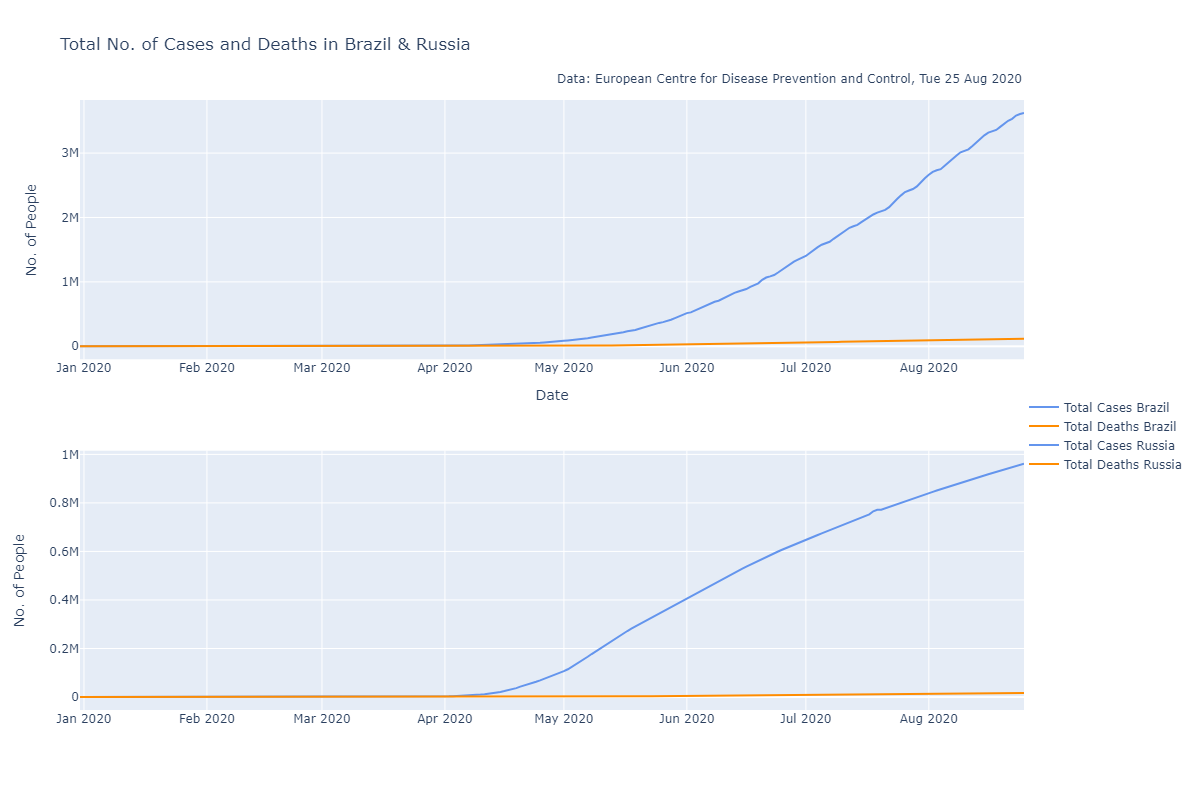 Total No. of Cases and Deaths in Brazil & Russia
Data: European Centre for Disease Prevention and Control, Tue 25 Aug 2020
No. of People
3M
2M
1M
0
Jan 2020 Feb 2020 Mar 2020 Apr 2020 May 2020 Jun 2020 Jul 2020 Aug 2020
Date
Total Cases Brazil
Total Deaths Brazil
Total Cases Russia
Total Deaths Russia
No. of People
1M
0.8M
0.6M
0.4M
0.2M
0
Jan 2020 Feb 2020 Mar 2020 Apr 2020 May 2020 Jun 2020 Jul 2020 Aug 2020